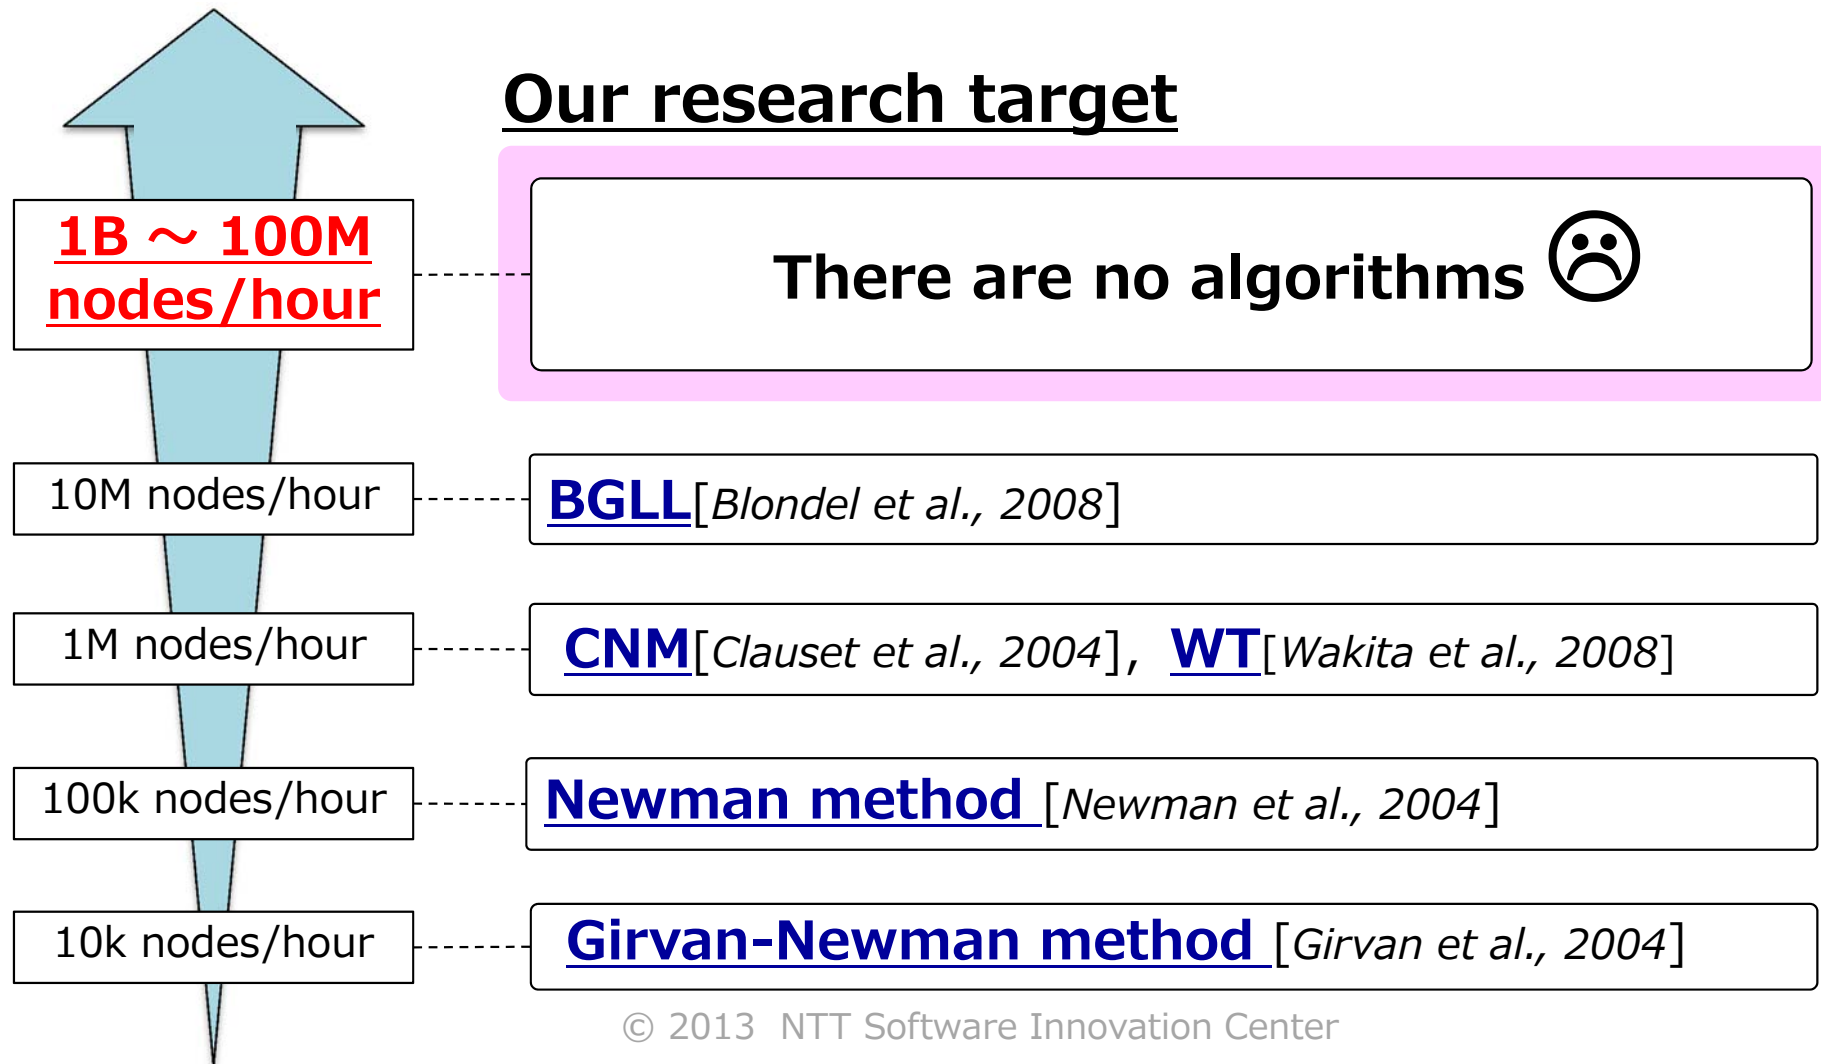 Our research target
1B ～ 100M
nodes/hour
There are no algorithms ☹
10M nodes/hour
BGLL[Blondel et al., 2008]
1M nodes/hour
CNM[Clauset et al., 2004], WT[Wakita et al., 2008]
100k nodes/hour
Newman method [Newman et al., 2004]
10k nodes/hour
Girvan-Newman method [Girvan et al., 2004]
© 2013 NTT Software Innovation Center